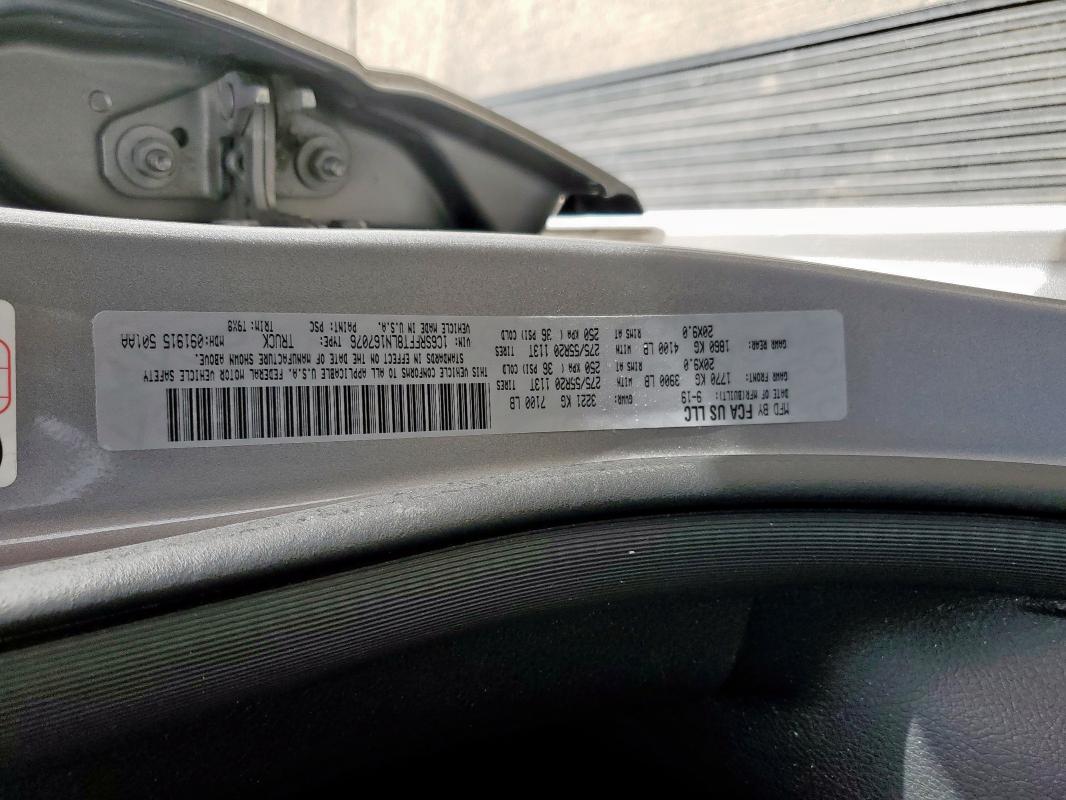 MFD BY FCA US LLC
DATE OF MFR(BUILT): 9-19 GVWR: 3221 KG 7100 LB
GAWR FRONT: 1770 KG 3900 LB WITH 275/55R20 113T TIRES
20X9.0 RIMS AT 250 KPA ( 36 PSI COLD
GAWR REAR: 1860 KG 4100 LB WITH 275/55R20 113T TIRES
20X9.0 RIMS AT 250 KPA ( 36 PSI COLD
THIS VEHICLE CONFORMS TO ALL APPLICABLE U.S.A. FEDERAL MOTOR VEHICLE SAFETY
STANDARDS IN EFFECT ON THE DATE OF MANUFACTURE SHOWN ABOVE.
VIN: 1C6SRFFT8LN167076 TYPE: TRUCK MDH:091915 501AA
VEHICLE MADE IN U.S.A. PAINT: PSC TRIM: T9X8